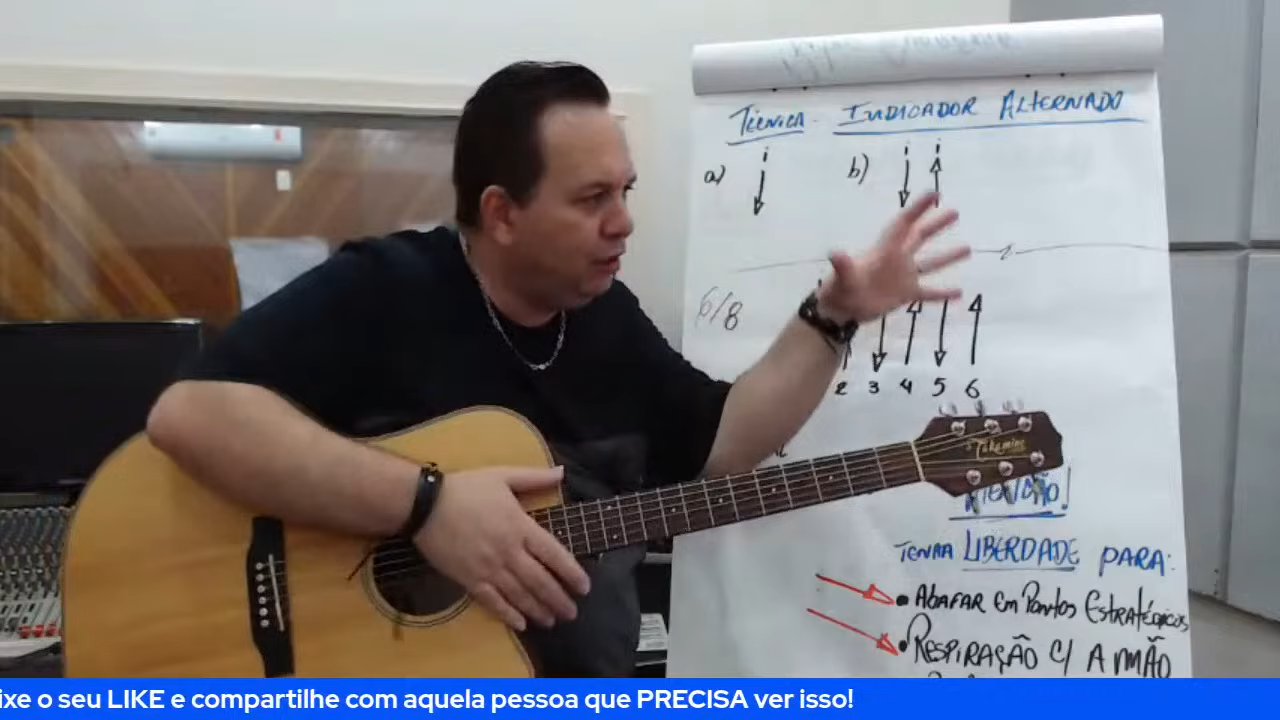 TÉCNICA - INDICADOR ALTERNADO
a) i b) i i
6/8
2 3 4 5 6
Takamine
ATENÇÃO!
TENHA LIBERDADE PARA:
• ABAFAR EM PONTOS ESTRATÉGICOS
• RESPIRAÇÃO C/ A MÃO
ixe o seu LIKE e compartilhe com aquela pessoa que PRECISA ver isso!